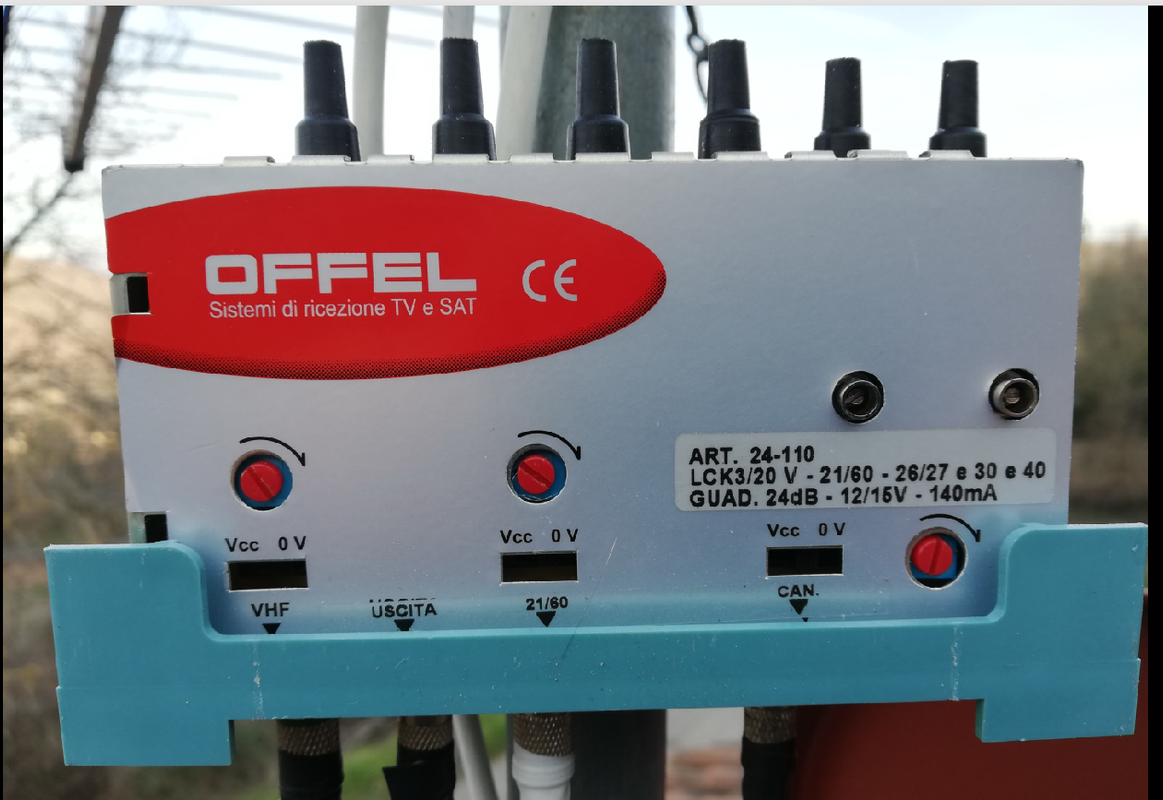 OFFEL
Sistemi di ricezione TV e SAT
CE
ART. 24-110
LCK3/20 V - 21/60 - 26/27 e 30 e 40
GUAD. 24dB - 12/15V - 140mA
Vcc 0 V
Vcc 0 V
Vcc 0 V
VHF
USCITA
21/60
CAN.